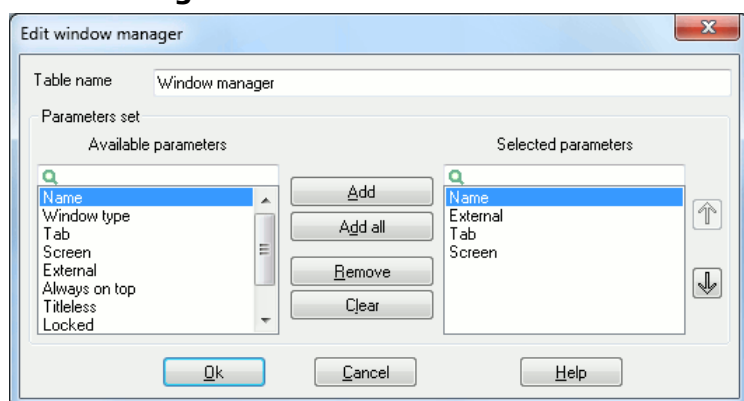 Edit window manager
Table name Window manager
Parameters set
Available parameters Selected parameters
Name Add Name
Window type External
Tab Add all Tab
Screen Screen
External Remove
Always on top
Titleless Clear
Locked
Ok Cancel Help